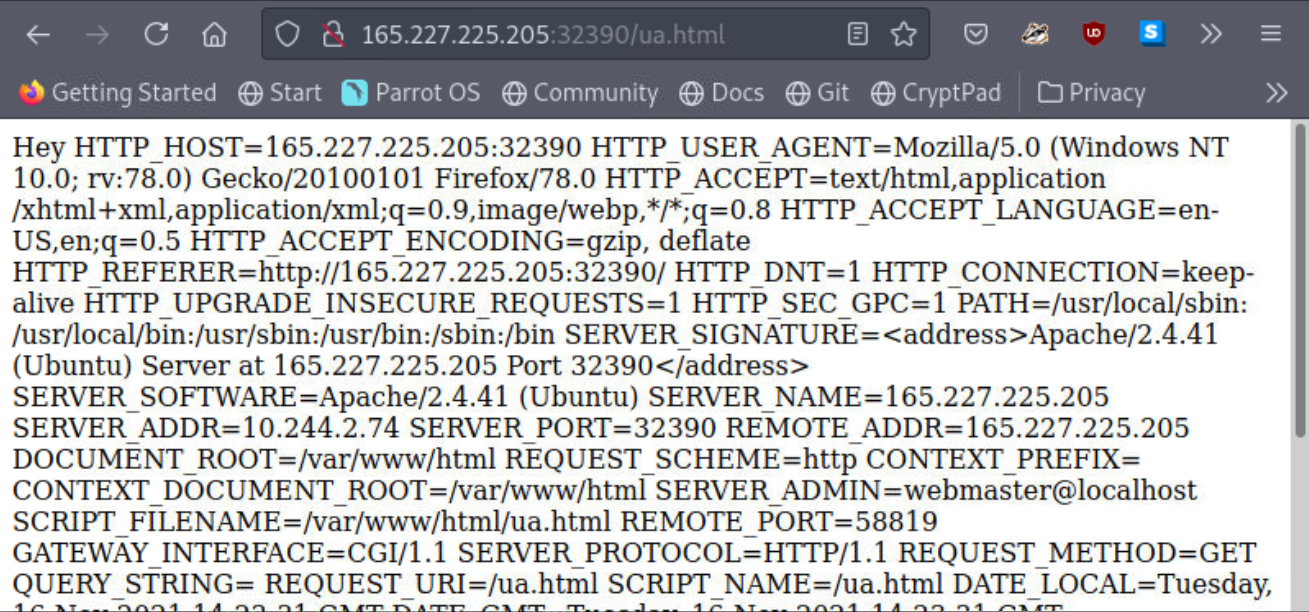 165.227.225.205:32390/ua.html
Getting Started Start Parrot OS Community Docs Git CryptPad Privacy
Hey HTTP_HOST=165.227.225.205:32390 HTTP_USER_AGENT=Mozilla/5.0 (Windows NT
10.0; rv:78.0) Gecko/20100101 Firefox/78.0 HTTP_ACCEPT=text/html,application
/xhtml+xml,application/xml;q=0.9,image/webp,*/*;q=0.8 HTTP_ACCEPT_LANGUAGE=en-
US,en;q=0.5 HTTP_ACCEPT_ENCODING=gzip, deflate
HTTP_REFERER=http://165.227.225.205:32390/ HTTP_DNT=1 HTTP_CONNECTION=keep-
alive HTTP_UPGRADE_INSECURE_REQUESTS=1 HTTP_SEC_GPC=1 PATH=/usr/local/sbin:
/usr/local/bin:/usr/sbin:/usr/bin:/sbin:/bin SERVER_SIGNATURE=<address>Apache/2.4.41
(Ubuntu) Server at 165.227.225.205 Port 32390</address>
SERVER_SOFTWARE=Apache/2.4.41 (Ubuntu) SERVER_NAME=165.227.225.205
SERVER_ADDR=10.244.2.74 SERVER_PORT=32390 REMOTE_ADDR=165.227.225.205
DOCUMENT_ROOT=/var/www/html REQUEST_SCHEME=http CONTEXT_PREFIX=
CONTEXT_DOCUMENT_ROOT=/var/www/html SERVER_ADMIN=webmaster@localhost
SCRIPT_FILENAME=/var/www/html/ua.html REMOTE_PORT=58819
GATEWAY_INTERFACE=CGI/1.1 SERVER_PROTOCOL=HTTP/1.1 REQUEST_METHOD=GET
QUERY_STRING= REQUEST_URI=/ua.html SCRIPT_NAME=/ua.html DATE_LOCAL=Tuesday,